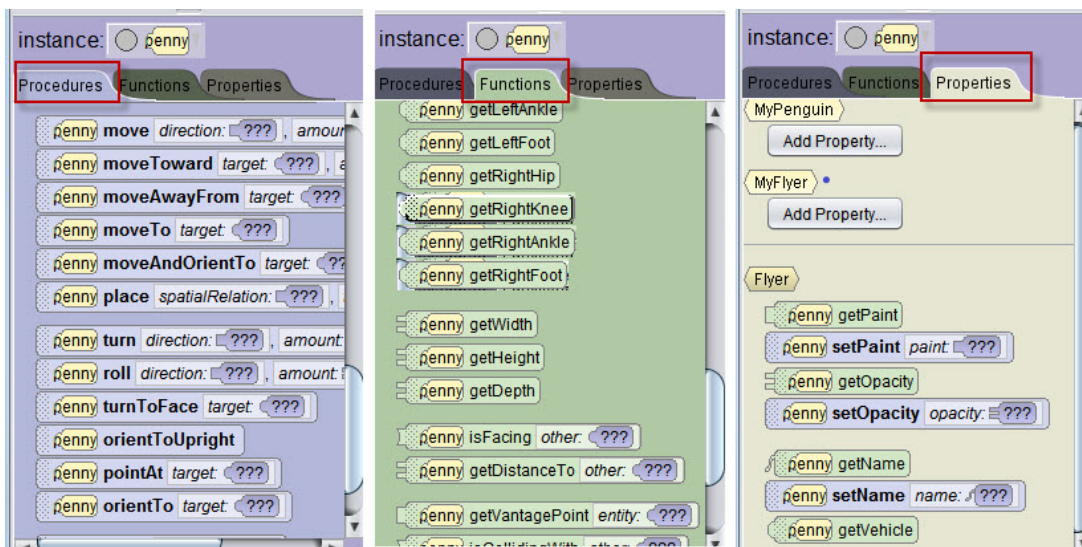 instance: penny
Procedures Functions Properties
penny move direction: ??? , amour
penny moveToward target: ??? , a
penny moveAwayFrom target: ???
penny moveTo target: ???
penny moveAndOrientTo target: ??
penny place spatialRelation: ??? ,
penny turn direction: ??? , amount:
penny roll direction: ??? , amount:
penny turnToFace target: ???
penny orientToUpright
penny pointAt target: ???
penny orientTo target: ???
instance: penny
Procedures Functions Properties
penny getLeftAnkle
penny getLeftFoot
penny getRightHip
penny getRightKnee
penny getRightAnkle
penny getRightFoot
penny getWidth
penny getHeight
penny getDepth
penny isFacing other: ???
penny getDistanceTo other: ???
penny getVantagePoint entity: ???
penny isCollidingWith other: ???
instance: penny
Procedures Functions Properties
MyPenguin
Add Property...
MyFlyer
Add Property...
Flyer
penny getPaint
penny setPaint paint: ???
penny getOpacity
penny setOpacity opacity: ???
penny getName
penny setName name: ???
penny getVehicle